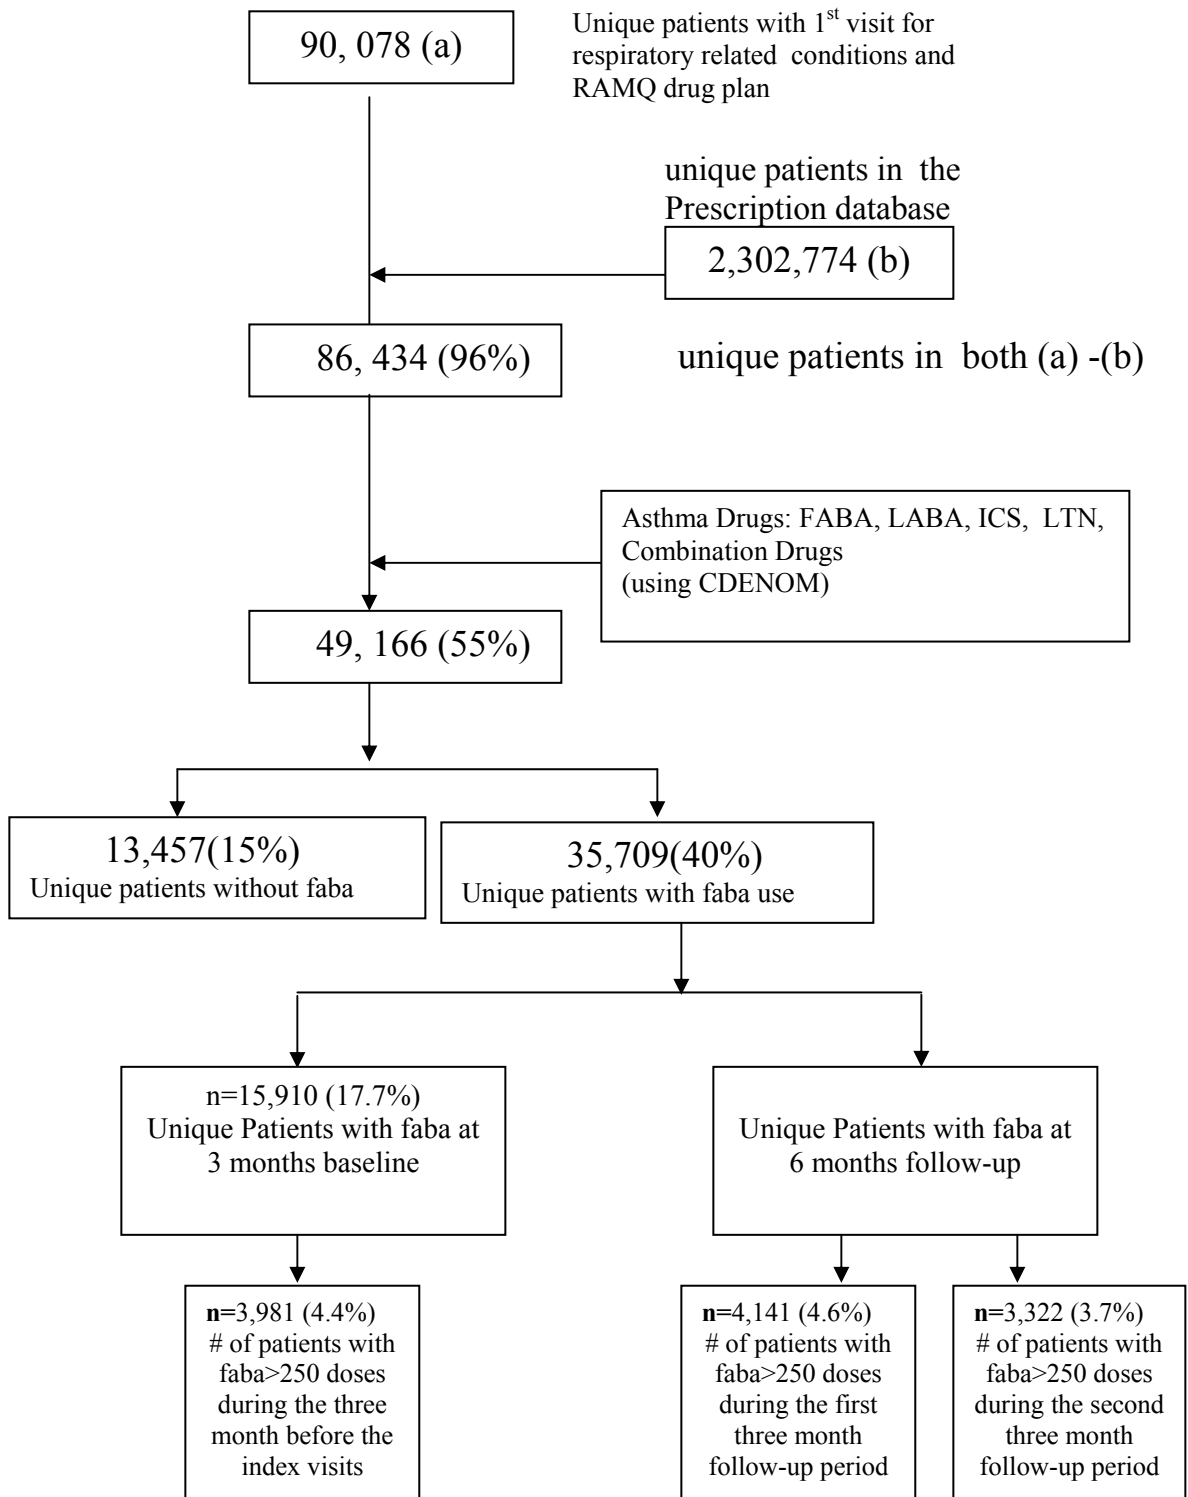 90, 078 (a)
Unique patients with 1st visit for
respiratory related conditions and
RAMQ drug plan
unique patients in the
Prescription database
2,302,774 (b)
86, 434 (96%)
unique patients in both (a) -(b)
Asthma Drugs: FABA, LABA, ICS, LTN,
Combination Drugs
(using CDENOM)
49, 166 (55%)
13,457(15%)
Unique patients without faba
35,709(40%)
Unique patients with faba use
n=15,910 (17.7%)
Unique Patients with faba at
3 months baseline
Unique Patients with faba at
6 months follow-up
n=3,981 (4.4%)
# of patients with
faba>250 doses
during the three
month before the
index visits
n=4,141 (4.6%)
# of patients with
faba>250 doses
during the first
three month
follow-up period
n=3,322 (3.7%)
# of patients with
faba>250 doses
during the second
three month
follow-up period